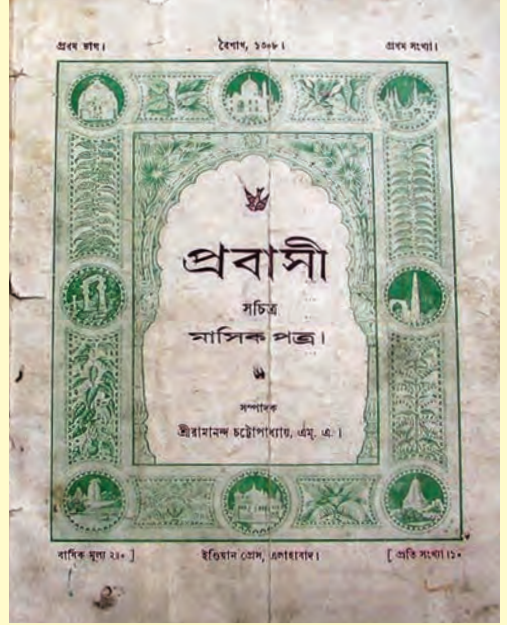 প্রথম ভাগ। বৈশাখ, ১৩০৮। প্রথম সংখ্যা।
প্রবাসী
সচিত্র
মাসিক পত্র।
সম্পাদক
শ্রীরামানন্দ চট্টোপাধ্যায়, এম্. এ.।
বার্ষিক মূল্য ২॥০ ] ইণ্ডিয়ান প্রেস, এলাহাবাদ। [ প্রতি সংখ্যা।১০